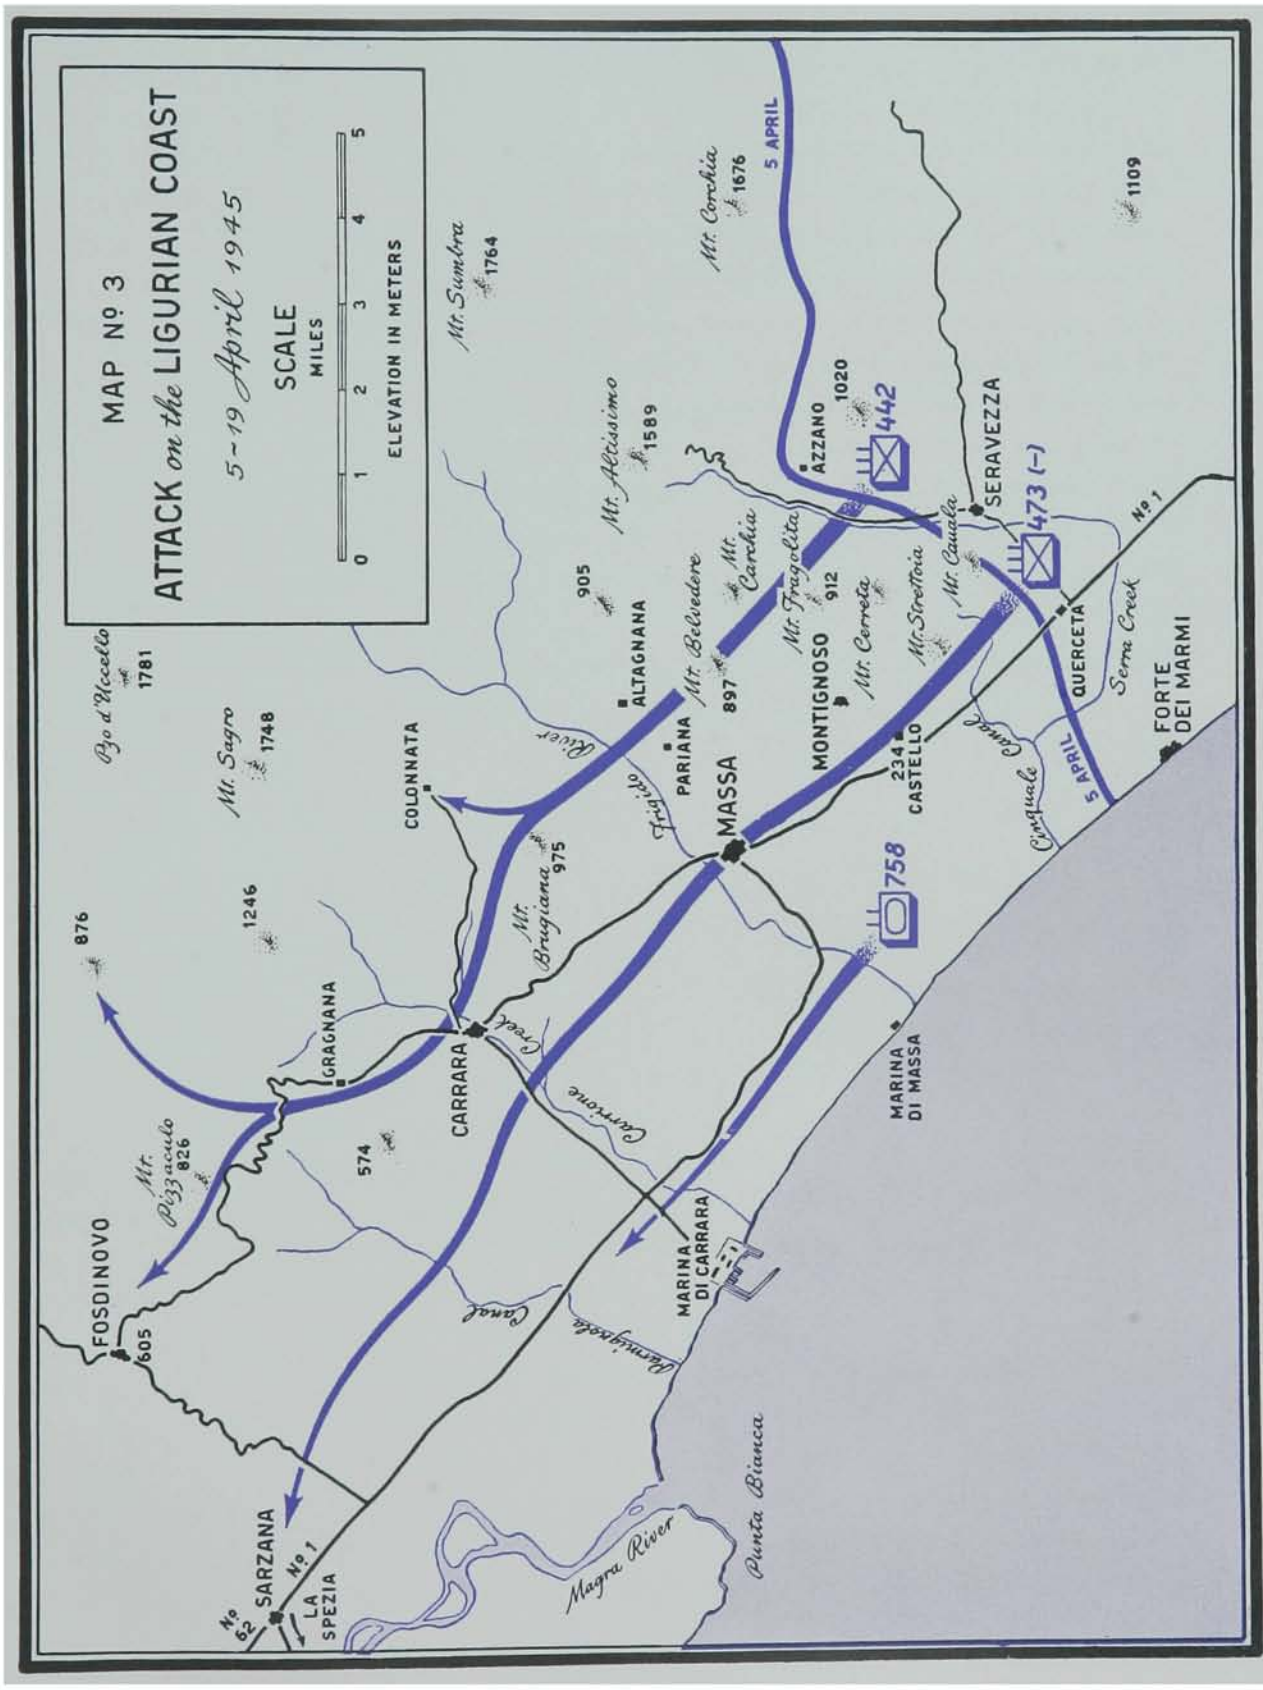 MAP Nº 3
ATTACK on the LIGURIAN COAST
5-19 April 1945
SCALE
MILES
0 1 2 3 4 5
ELEVATION IN METERS
Nº 62
SARZANA
Nº 1
LA
SPEZIA
FOSDINOVO
605
Mt.
Pizzaculo
826
876
1246
GRAGNANA
574
CARRARA
Mt. Sagro
1748
Pzo d'Uccello
1781
COLONNATA
Mt.
Brugiana
975
Creek
Carrione
Canal
Parmignola
MARINA
DI CARRARA
Magra River
Punta Bianca
MARINA
DI MASSA
758
MASSA
Frigido
River
PARIANA
ALTAGNANA
905
Mt. Belvedere
897
Mt.
Carchia
Mt. Fragolita
912
MONTIGNOSO
Mt. Cerreta
Mt. Strettoia
Mt. Cauala
234
CASTELLO
Cinquale
Canal
5 APRIL
QUERCETA
Serra Creek
FORTE
DEI MARMI
Nº 1
473 (-)
SERAVEZZA
442
AZZANO
1020
Mt. Altissimo
1589
Mt. Sumbra
1764
Mt. Corchia
1676
5 APRIL
1109